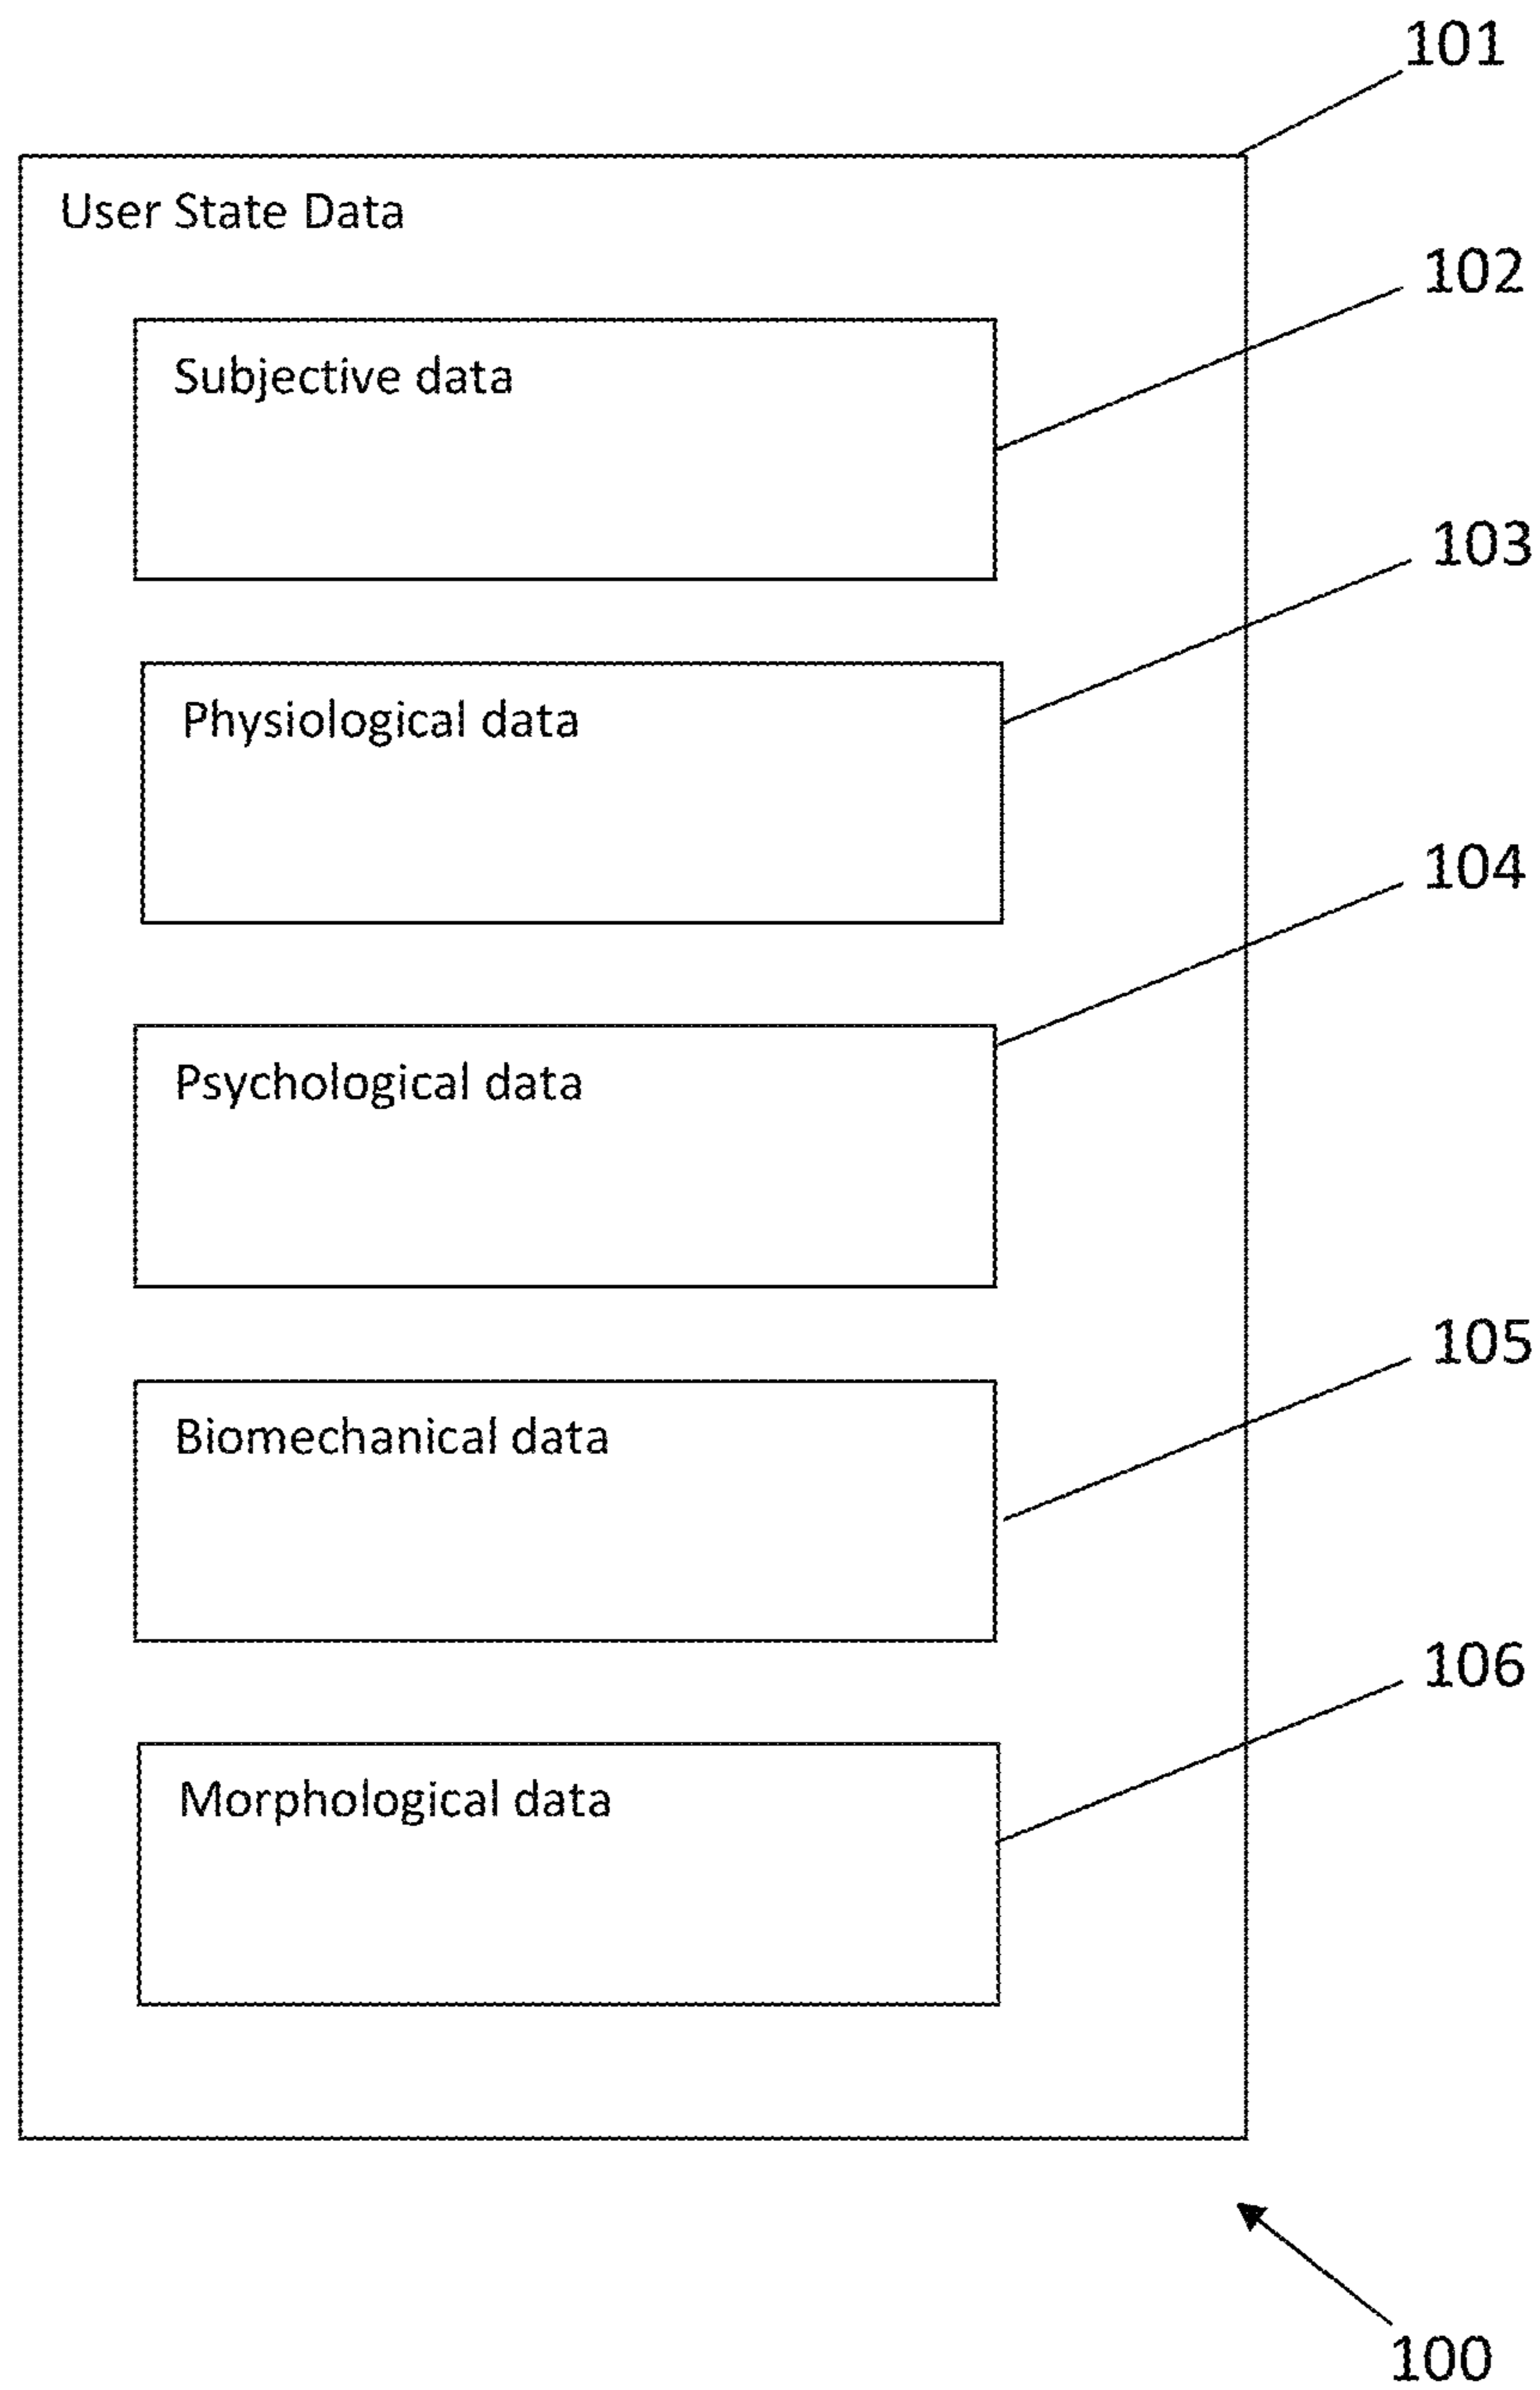 101
User State Data
102
Subjective data
103
Physiological data
104
Psychological data
105
Biomechanical data
106
Morphological data
100